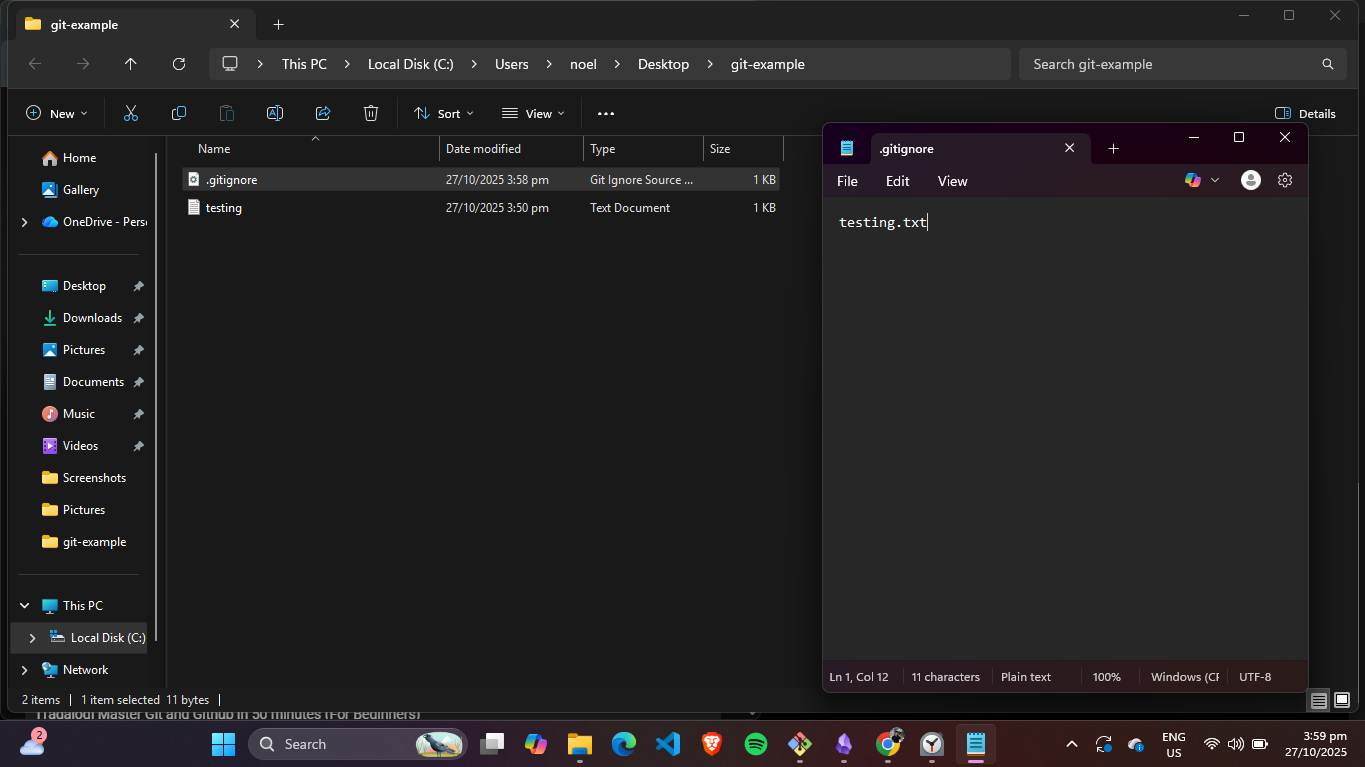 git-example
This PC
Local Disk (C:)
Users
noel
Desktop
git-example
Search git-example
New
Sort
View
Details
Name
Date modified
Type
Size
.gitignore
27/10/2025 3:58 pm
Git Ignore Source ...
1 KB
testing
27/10/2025 3:50 pm
Text Document
1 KB
Home
Gallery
OneDrive - Pers
Desktop
Downloads
Pictures
Documents
Music
Videos
Screenshots
Pictures
git-example
This PC
Local Disk (C:)
Network
2 items
1 item selected 11 bytes
.gitignore
File
Edit
View
testing.txt
Ln 1, Col 12
11 characters
Plain text
100%
Windows (CF
UTF-8
Master Git and Github in 50 minutes (For Beginners)
2
Search
ENG
US
3:59 pm
27/10/2025